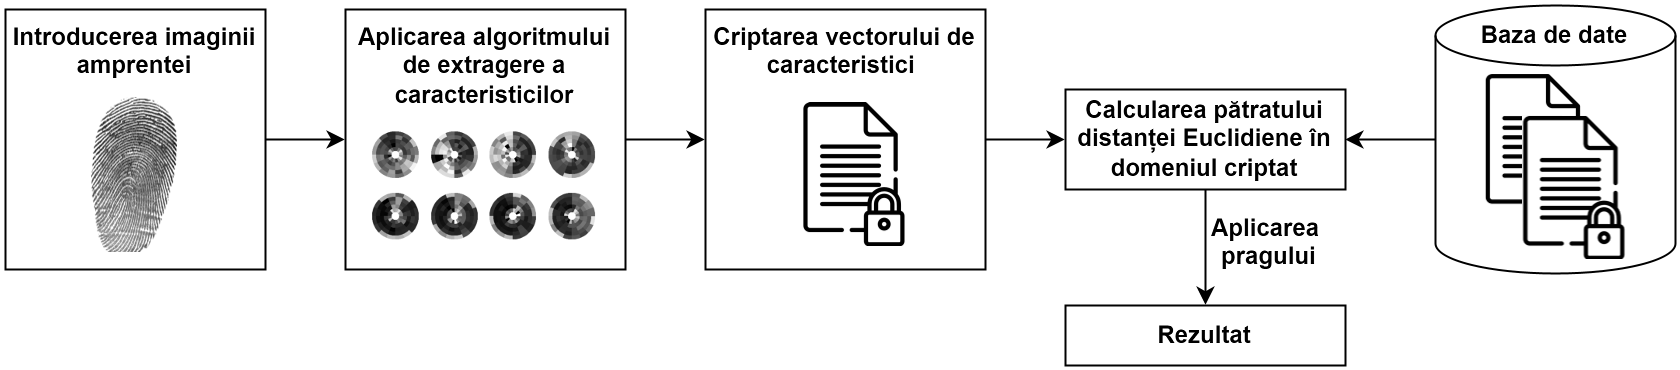 Introducerea imaginii
amprentei
Aplicarea algoritmului
de extragere a
caracteristicilor
Criptarea vectorului de
caracteristici
Calcularea pătratului
distanței Euclidiene în
domeniul criptat
Baza de date
Aplicarea
pragului
Rezultat